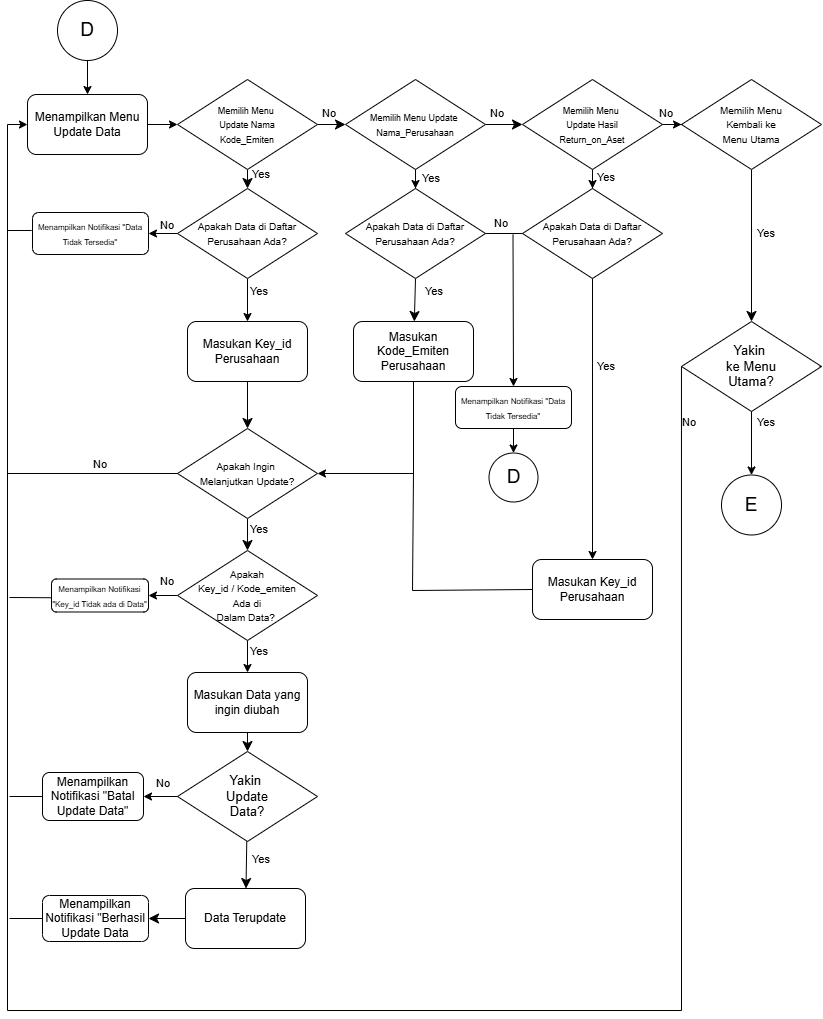 D
Menampilkan Menu
Update Data
Memilih Menu
Update Nama
Kode_Emiten
No
Memilih Menu Update
Nama_Perusahaan
No
Memilih Menu
Update Hasil
Return_on_Aset
No
Memilih Menu
Kembali ke
Menu Utama
Yes
Yes
Yes
Menampilkan Notifikasi "Data
Tidak Tersedia"
No
Apakah Data di Daftar
Perusahaan Ada?
Apakah Data di Daftar
Perusahaan Ada?
No
Apakah Data di Daftar
Perusahaan Ada?
Yes
Yes
Yes
Masukan Key_id
Perusahaan
Masukan
Kode_Emiten
Perusahaan
Yes
Yakin
ke Menu
Utama?
Menampilkan Notifikasi "Data
Tidak Tersedia"
No
Yes
No
Apakah Ingin
Melanjutkan Update?
D
E
Yes
Menampilkan Notifikasi
"Key_id Tidak ada di Data"
No
Apakah
Key_id / Kode_emiten
Ada di
Dalam Data?
Masukan Key_id
Perusahaan
Yes
Masukan Data yang
ingin diubah
Menampilkan
Notifikasi "Batal
Update Data"
No
Yakin
Update
Data?
Yes
Menampilkan
Notifikasi "Berhasil
Update Data
Data Terupdate